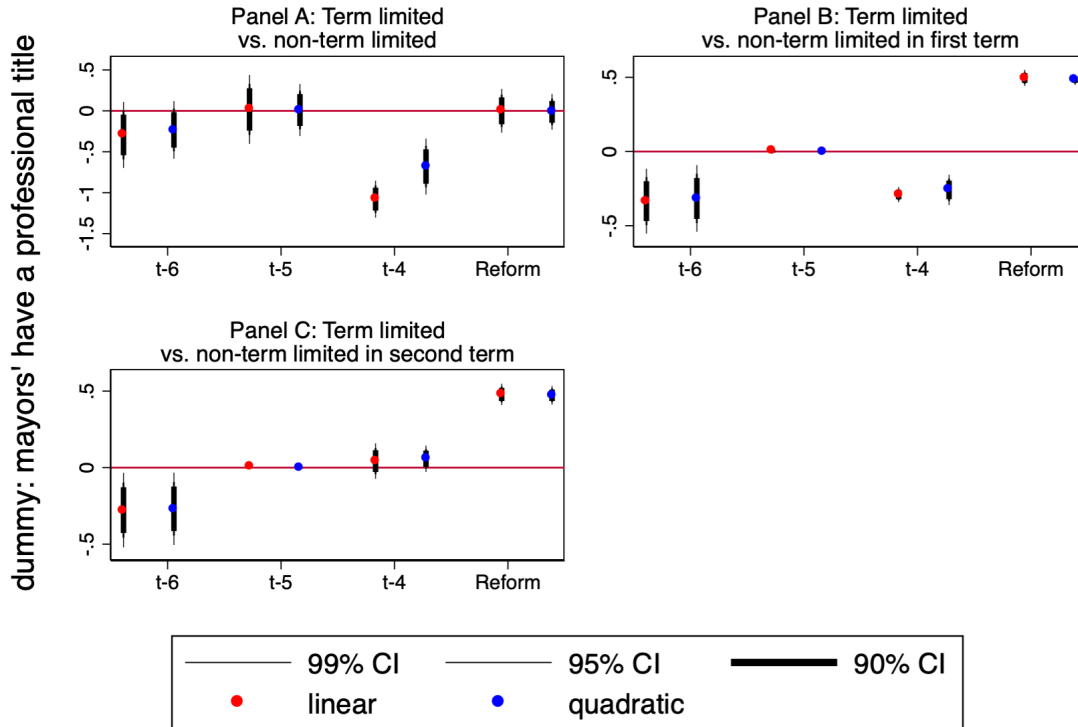 dummy: mayors' have a professional title
Panel A: Term limited
vs. non-term limited
.5
0
-.5
-1
-1.5
t-6
t-5
t-4
Reform
Panel B: Term limited
vs. non-term limited in first term
.5
0
-.5
t-6
t-5
t-4
Reform
Panel C: Term limited
vs. non-term limited in second term
.5
0
-.5
t-6
t-5
t-4
Reform
99% CI
95% CI
90% CI
linear
quadratic